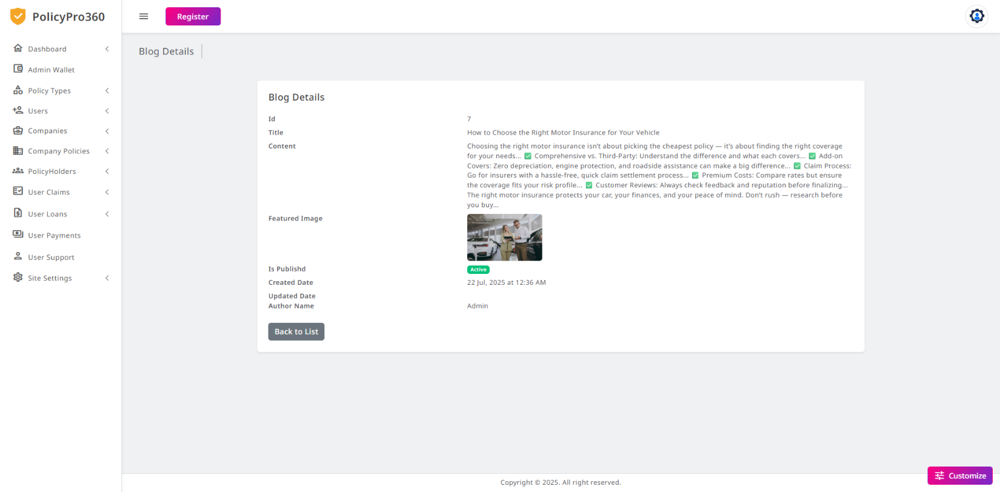 PolicyPro360
Register
Dashboard
Admin Wallet
Policy Types
Users
Companies
Company Policies
PolicyHolders
User Claims
User Loans
User Payments
User Support
Site Settings
Blog Details
Blog Details
Id 7
Title How to Choose the Right Motor Insurance for Your Vehicle
Content Choosing the right motor insurance isn't about picking the cheapest policy — it's about finding the right coverage
for your needs... ✅ Comprehensive vs. Third-Party: Understand the difference and what each covers... ✅ Add-on
Covers: Zero depreciation, engine protection, and roadside assistance can make a big difference... ✅ Claim Process:
Go for insurers with a hassle-free, quick claim settlement process... ✅ Premium Costs: Compare rates but ensure
the coverage fits your risk profile... ✅ Customer Reviews: Always check feedback and reputation before finalizing...
The right motor insurance protects your car, your finances, and your peace of mind. Don't rush — research before
you buy...
Featured Image
Is Publishd Active
Created Date 22 Jul, 2025 at 12:36 AM
Updated Date
Author Name Admin
Back to List
Customize
Copyright © 2025. All right reserved.